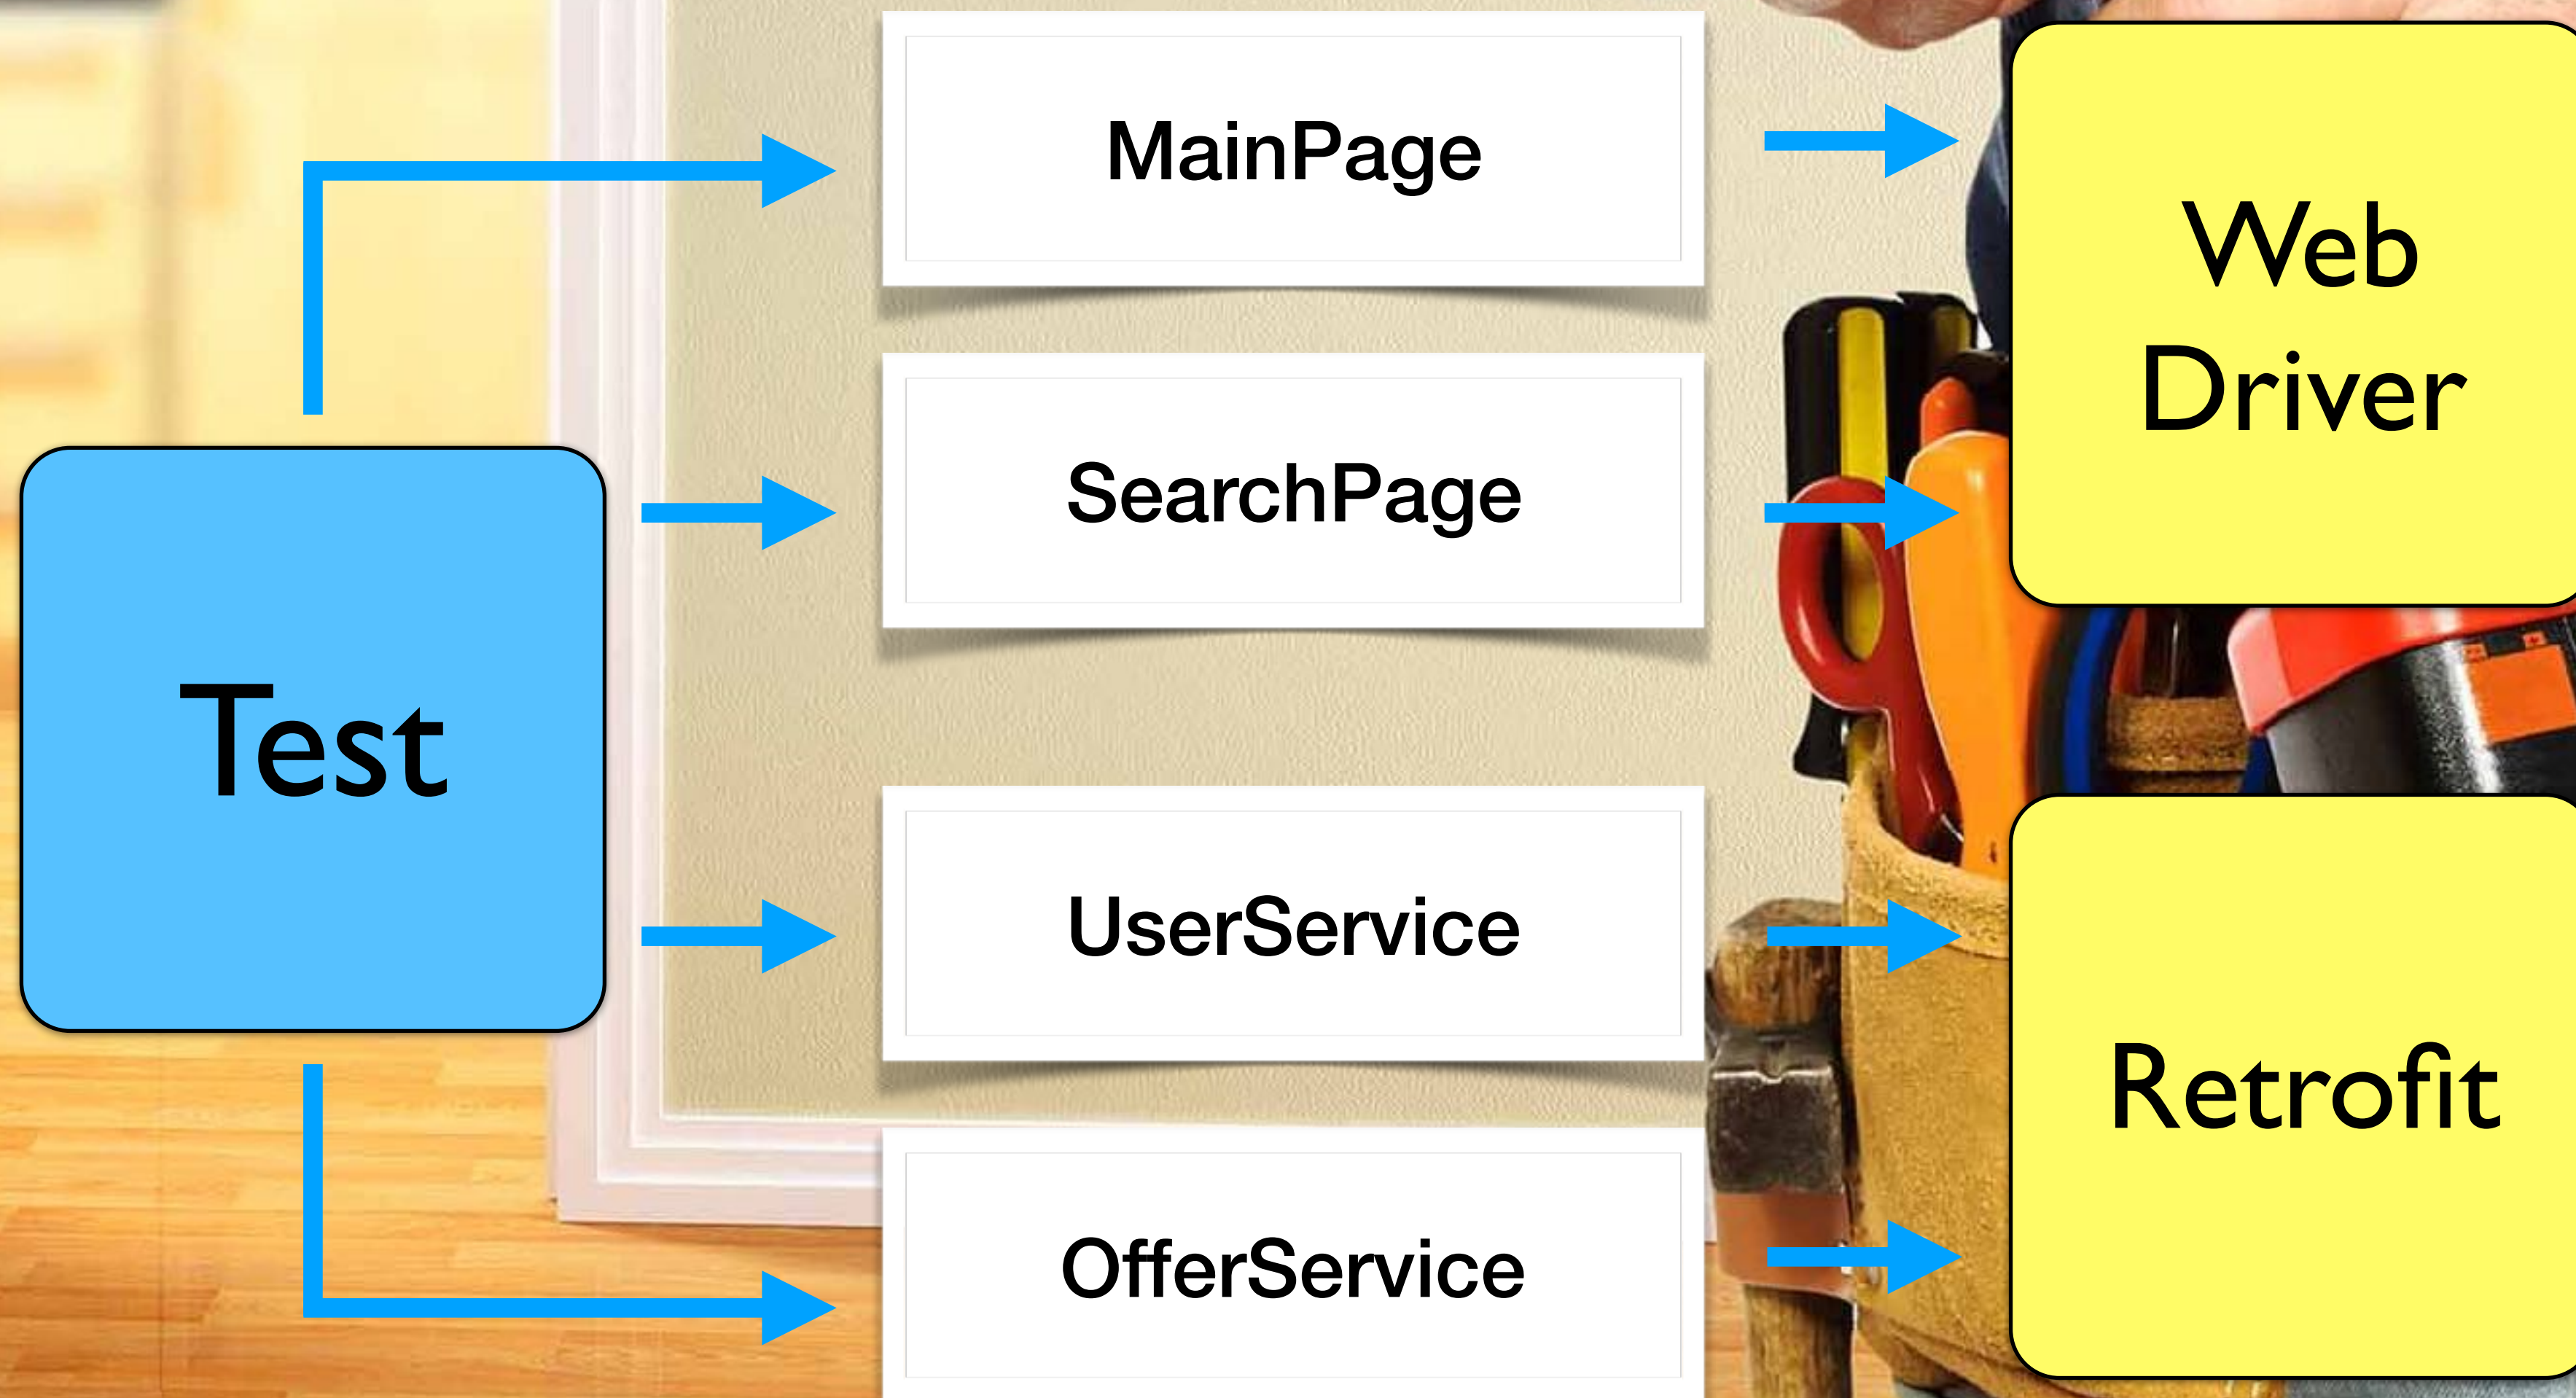 MainPage
Web
Driver
SearchPage
Test
UserService
Retrofit
OfferService